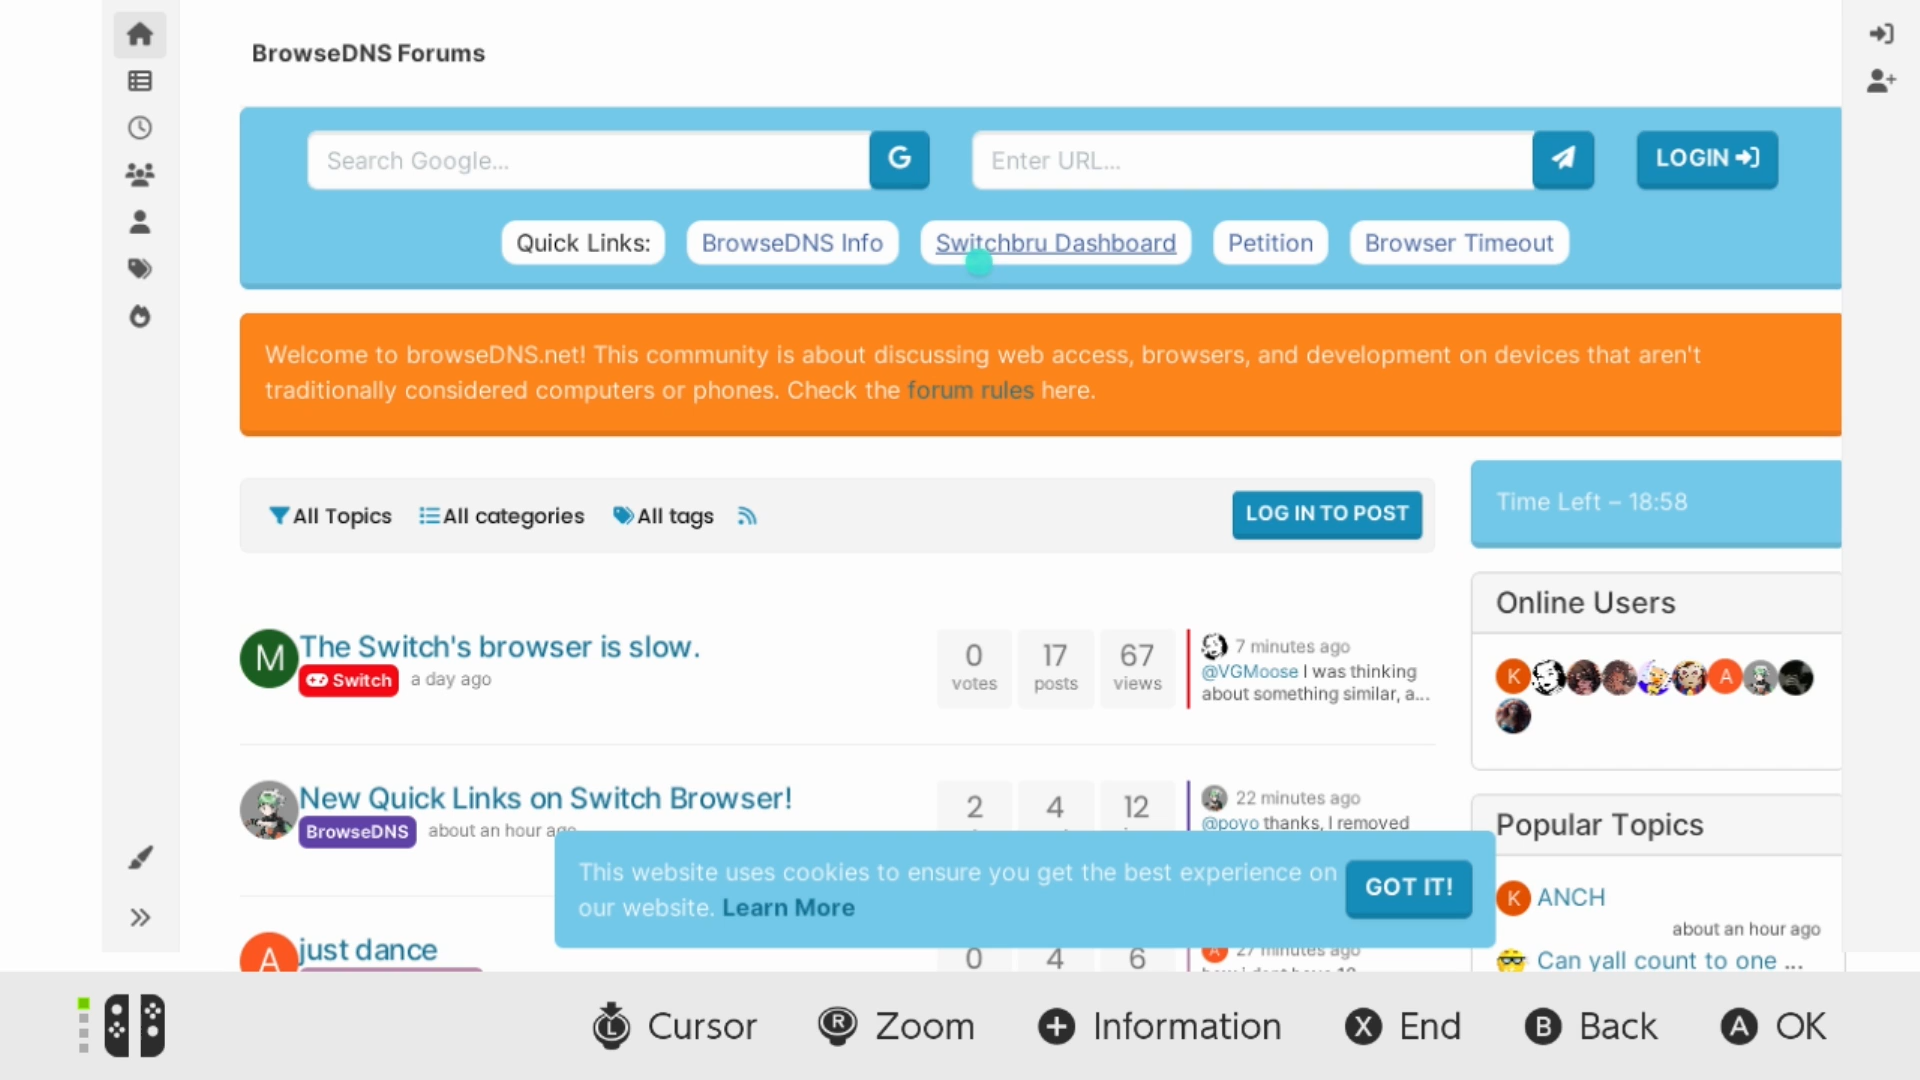 BrowseDNS Forums
Search Google...
G
Enter URL...
LOGIN
Quick Links:
BrowseDNS Info
Switchbru Dashboard
Petition
Browser Timeout
Welcome to browseDNS.net! This community is about discussing web access, browsers, and development on devices that aren't
traditionally considered computers or phones. Check the forum rules here.
All Topics
All categories
All tags
LOG IN TO POST
Time Left – 18:58
Online Users
K
A
M
The Switch's browser is slow.
Switch
a day ago
0
votes
17
posts
67
views
7 minutes ago
@VGMoose I was thinking
about something similar, a...
New Quick Links on Switch Browser!
BrowseDNS
about an hour ago
2
4
12
22 minutes ago
@poyo thanks, I removed
Popular Topics
K
ANCH
about an hour ago
Can yall count to one ...
This website uses cookies to ensure you get the best experience on
our website. Learn More
GOT IT!
A
just dance
0
4
6
A
27 minutes ago
L
Cursor
R
Zoom
Information
X
End
B
Back
A
OK